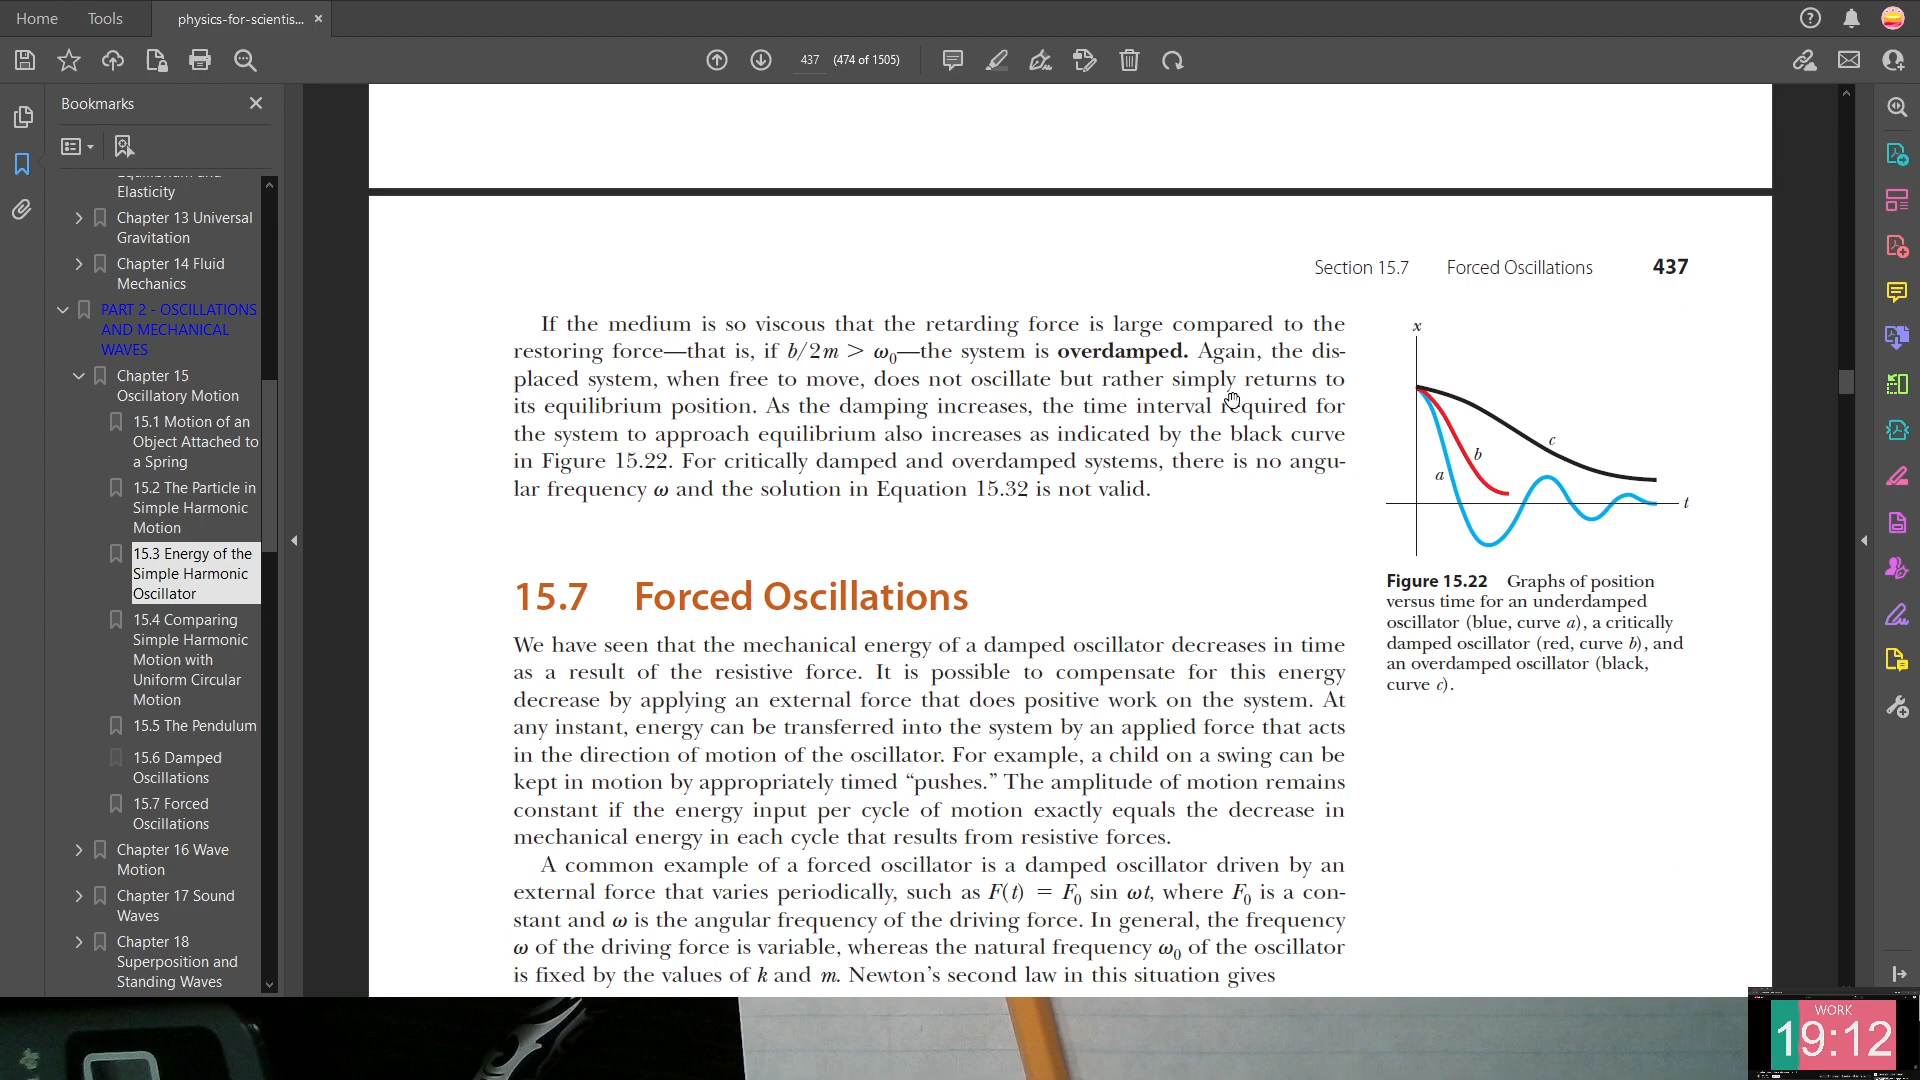 Home
Tools
physics-for-scientis...
437
(474 of 1505)
Bookmarks
Elasticity
Chapter 13 Universal
Gravitation
Chapter 14 Fluid
Mechanics
PART 2 - OSCILLATIONS
AND MECHANICAL
WAVES
Chapter 15
Oscillatory Motion
15.1 Motion of an
Object Attached to
a Spring
15.2 The Particle in
Simple Harmonic
Motion
15.3 Energy of the
Simple Harmonic
Oscillator
15.4 Comparing
Simple Harmonic
Motion with
Uniform Circular
Motion
15.5 The Pendulum
15.6 Damped
Oscillations
15.7 Forced
Oscillations
Chapter 16 Wave
Motion
Chapter 17 Sound
Waves
Chapter 18
Superposition and
Standing Waves
Section 15.7 Forced Oscillations 437
If the medium is so viscous that the retarding force is large compared to the
restoring force—that is, if b/2m > ω₀—the system is overdamped. Again, the dis-
placed system, when free to move, does not oscillate but rather simply returns to
its equilibrium position. As the damping increases, the time interval required for
the system to approach equilibrium also increases as indicated by the black curve
in Figure 15.22. For critically damped and overdamped systems, there is no angu-
lar frequency ω and the solution in Equation 15.32 is not valid.
15.7 Forced Oscillations
We have seen that the mechanical energy of a damped oscillator decreases in time
as a result of the resistive force. It is possible to compensate for this energy
decrease by applying an external force that does positive work on the system. At
any instant, energy can be transferred into the system by an applied force that acts
in the direction of motion of the oscillator. For example, a child on a swing can be
kept in motion by appropriately timed “pushes.” The amplitude of motion remains
constant if the energy input per cycle of motion exactly equals the decrease in
mechanical energy in each cycle that results from resistive forces.
A common example of a forced oscillator is a damped oscillator driven by an
external force that varies periodically, such as F(t) = F₀ sin ωt, where F₀ is a con-
stant and ω is the angular frequency of the driving force. In general, the frequency
ω of the driving force is variable, whereas the natural frequency ω₀ of the oscillator
is fixed by the values of k and m. Newton’s second law in this situation gives
x
c
b
a
t
Figure 15.22 Graphs of position
versus time for an underdamped
oscillator (blue, curve a), a critically
damped oscillator (red, curve b), and
an overdamped oscillator (black,
curve c).
WORK
19:12